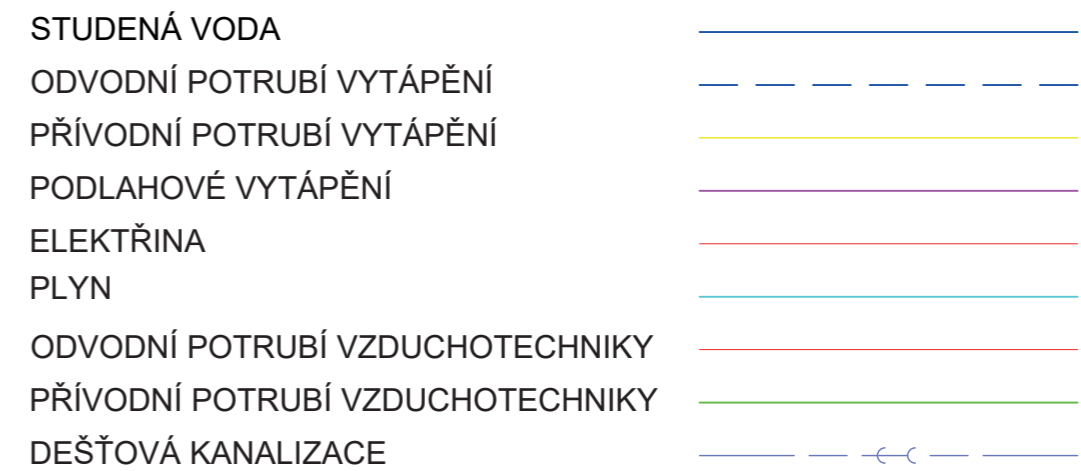 STUDENÁ VODA
ODVODNÍ POTRUBÍ VYTÁPĚNÍ
PŘÍVODNÍ POTRUBÍ VYTÁPĚNÍ
PODLAHOVÉ VYTÁPĚNÍ
ELEKTŘINA
PLYN
ODVODNÍ POTRUBÍ VZDUCHOTECHNIKY
PŘÍVODNÍ POTRUBÍ VZDUCHOTECHNIKY
DEŠŤOVÁ KANALIZACE